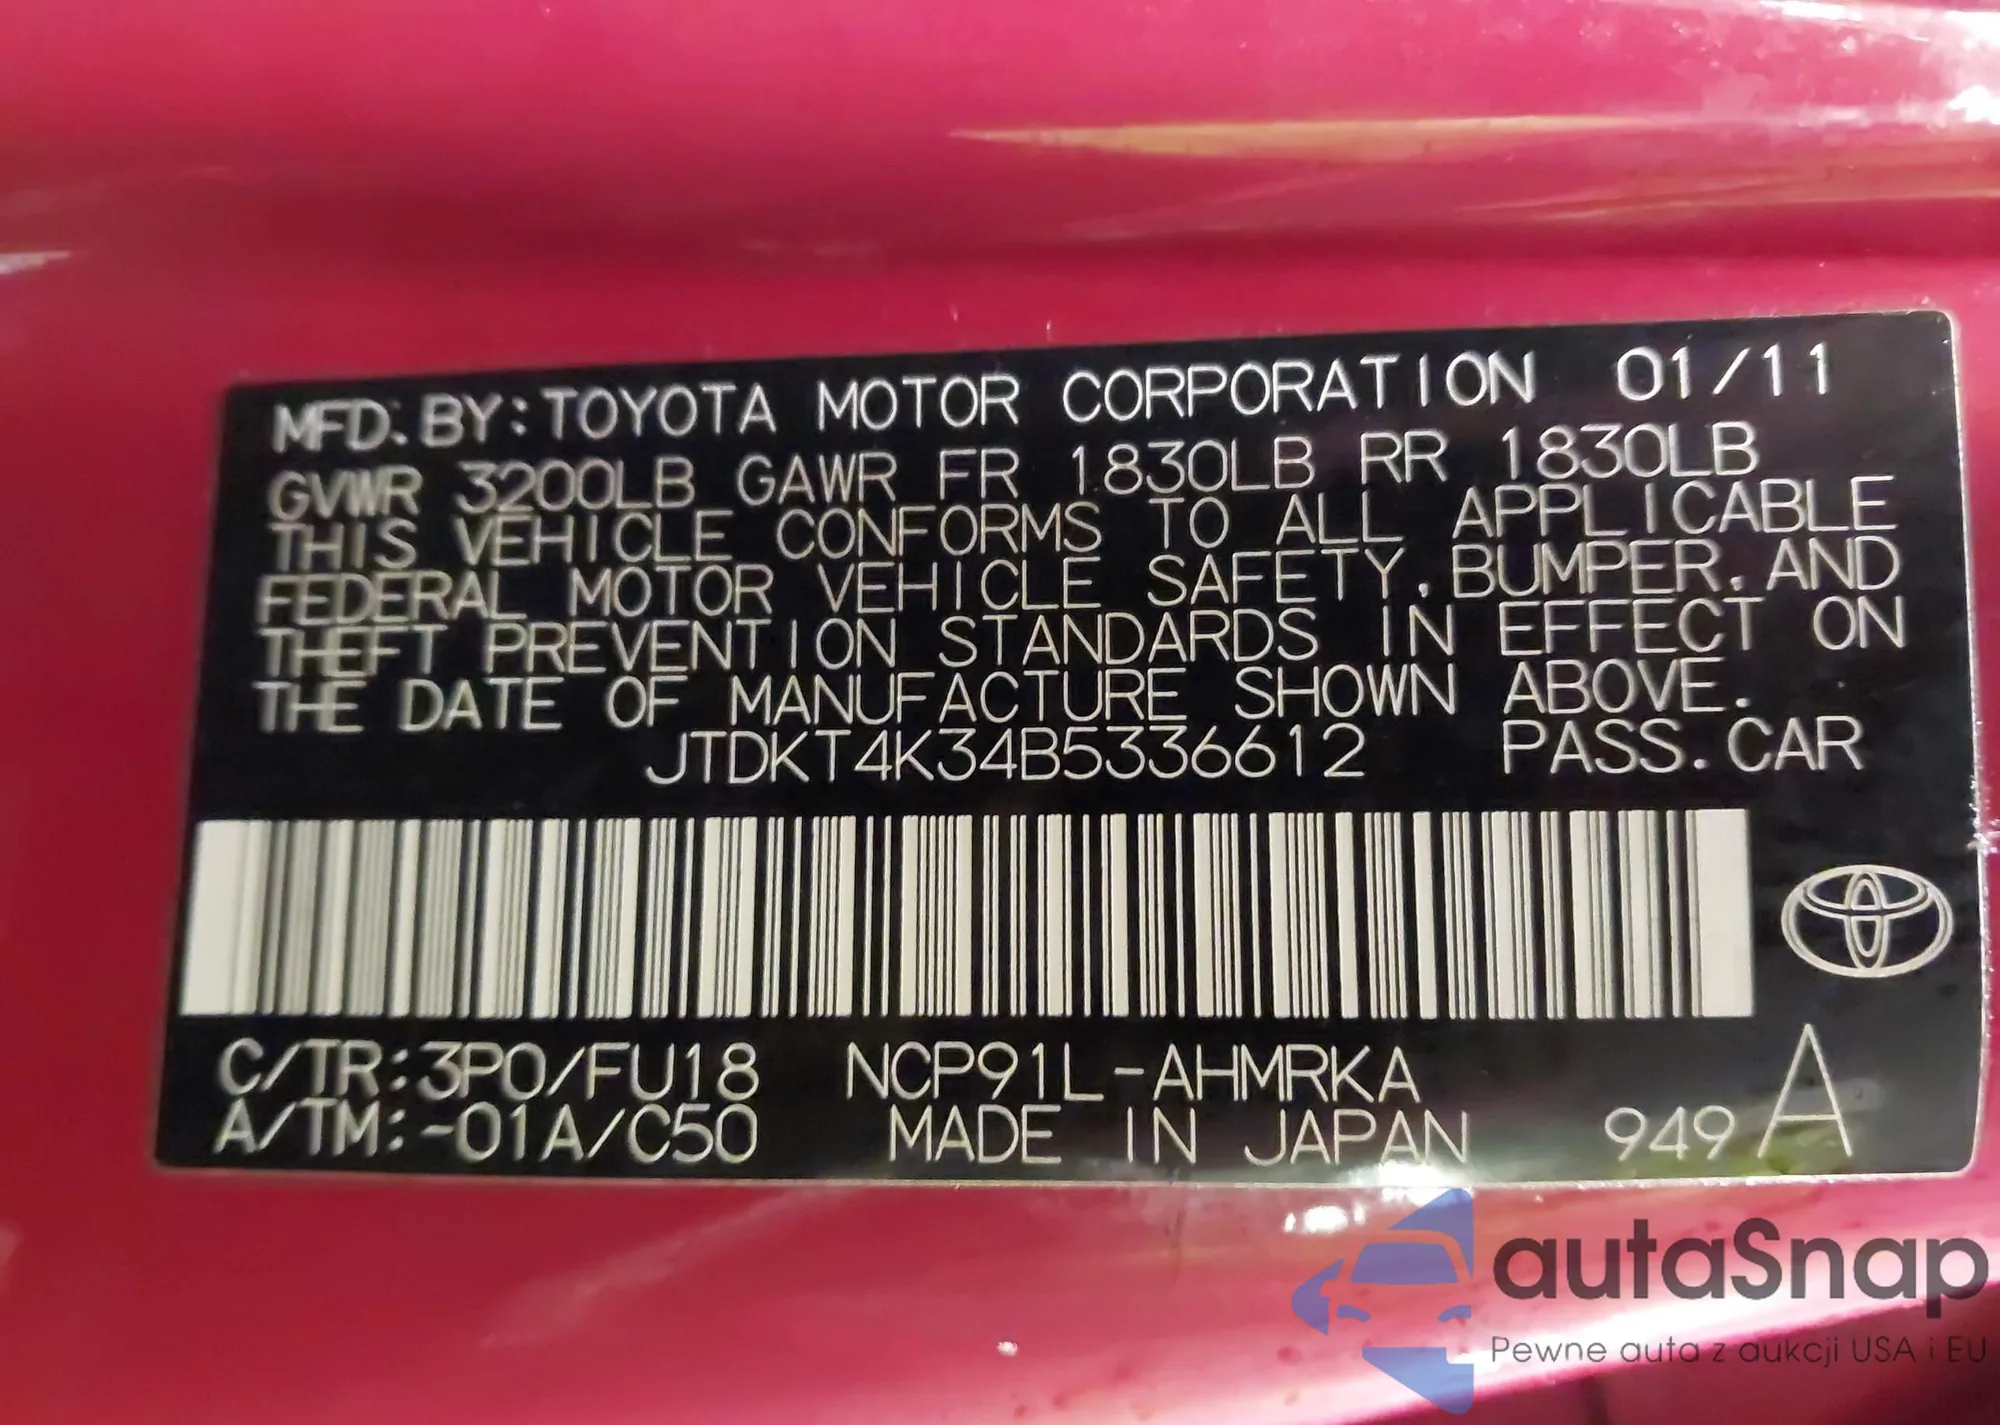 MFD. BY: TOYOTA MOTOR CORPORATION 01/11
GVWR 3200LB GAWR FR 1830LB RR 1830LB
THIS VEHICLE CONFORMS TO ALL APPLICABLE
FEDERAL MOTOR VEHICLE SAFETY, BUMPER, AND
THEFT PREVENTION STANDARDS IN EFFECT ON
THE DATE OF MANUFACTURE SHOWN ABOVE.
JTDKT4K34B5336612 PASS. CAR
C/TR: 3P0/FU18 NCP91L-AHMRKA
A/TM: -01A/C50 MADE IN JAPAN 949 A
autaSnap
Pewne auta z aukcji USA i EU